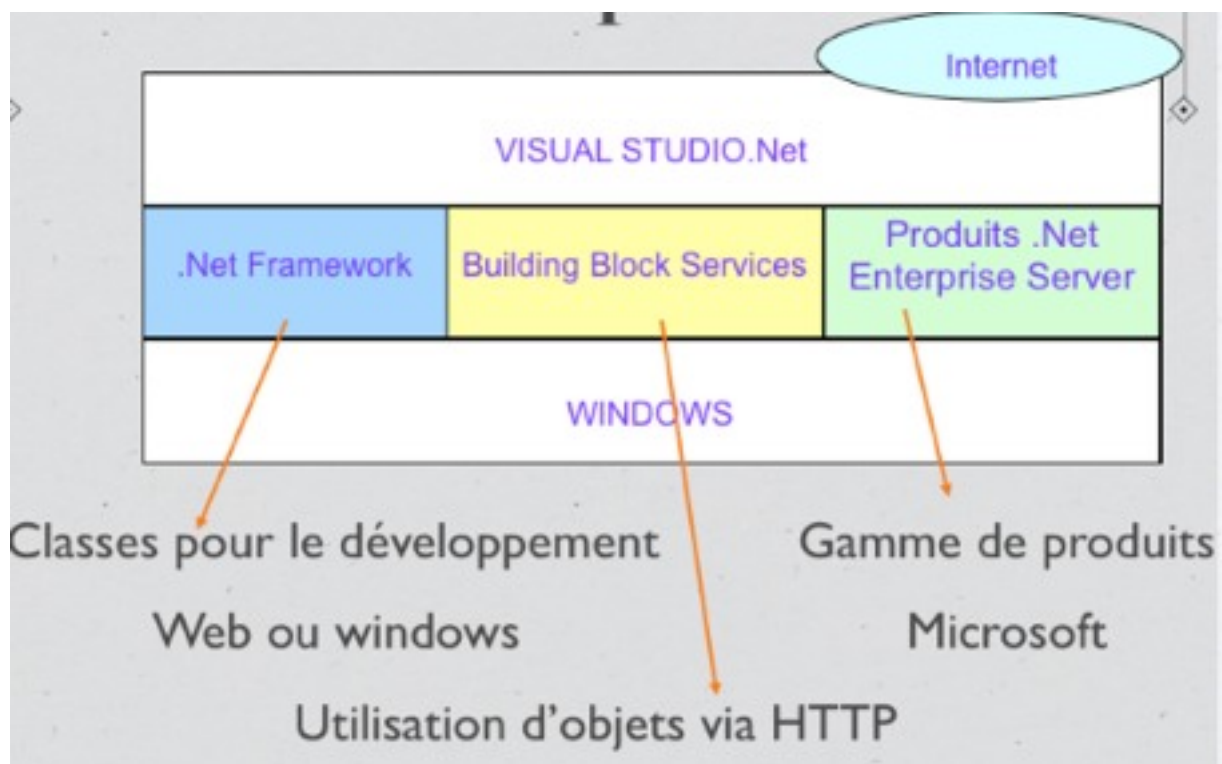 Internet
VISUAL STUDIO.Net
.Net Framework
Building Block Services
Produits .Net
Enterprise Server
WINDOWS
Classes pour le développement
Web ou windows
Gamme de produits
Microsoft
Utilisation d'objets via HTTP